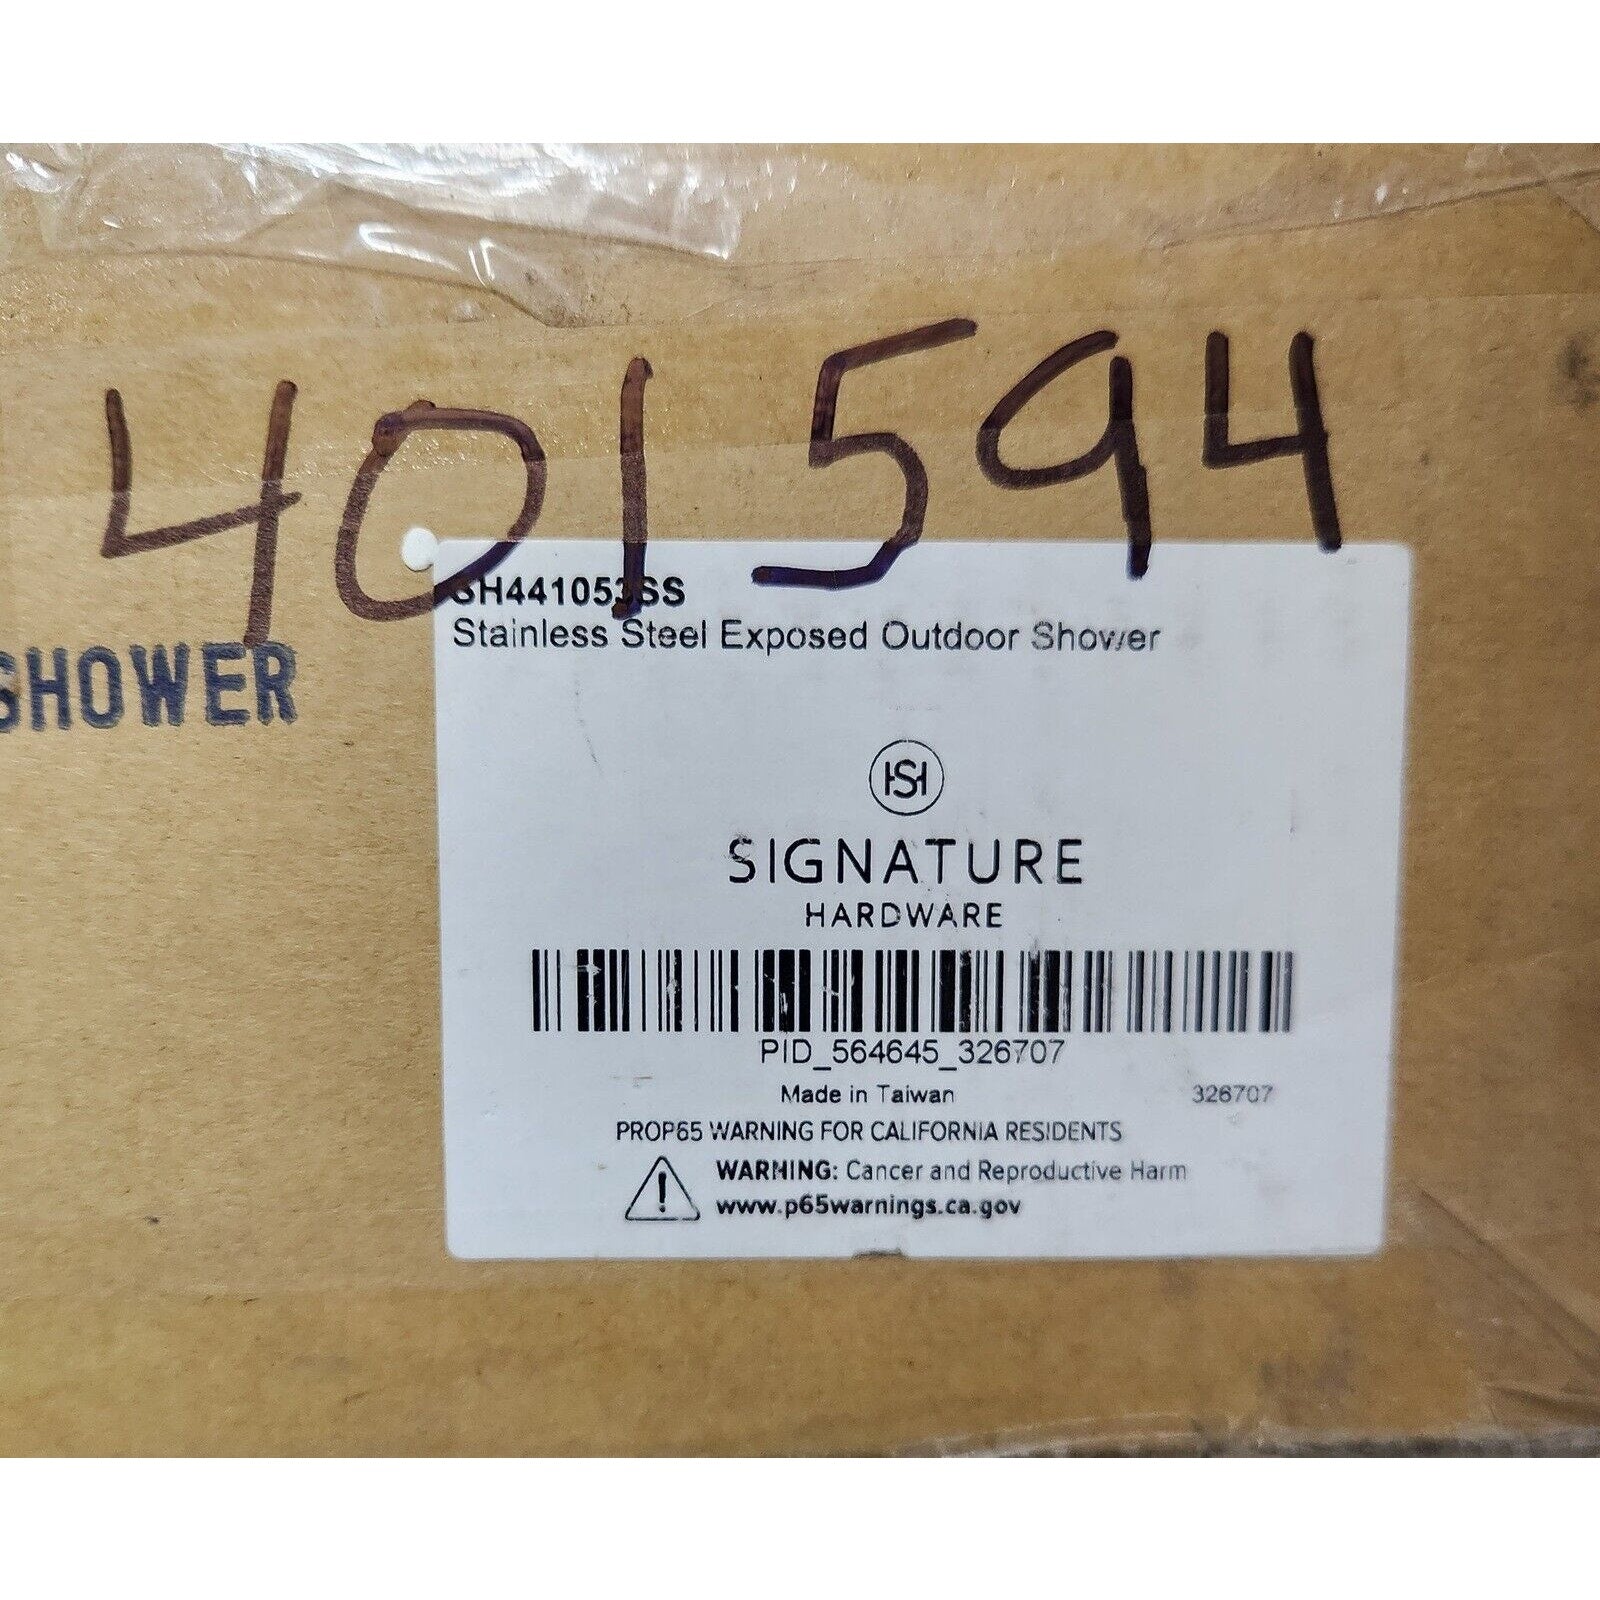 401594
SH441053SS
Stainless Steel Exposed Outdoor Shower
SHOWER
SH
SIGNATURE
HARDWARE
PID_564645_326707
Made in Taiwan 326707
PROP65 WARNING FOR CALIFORNIA RESIDENTS
! WARNING: Cancer and Reproductive Harm
www.p65warnings.ca.gov